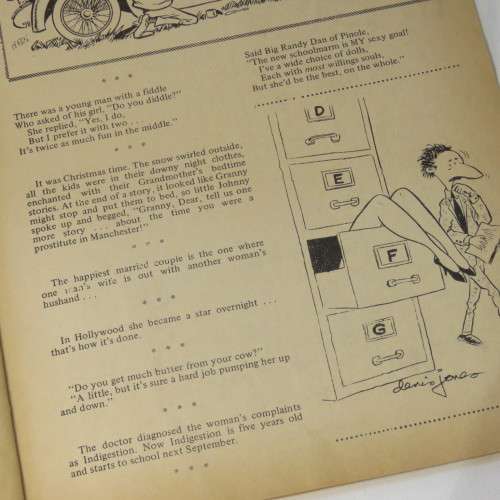 * * *
There was a young man with a fiddle
Who asked of his girl, "Do you diddle?"
She replied, "Yes, I do,
But I prefer it with two . . .
It's twice as much fun in the middle."
* * *
It was Christmas time. The snow swirled outside,
all the kids were in their downy night clothes,
enchanted with their Grandmother's bedtime
stories. At the end of a story, it looked like Granny
might stop and put them to bed, so little Johnny
spoke up and begged, "Granny, Dear, tell us one
more story . . . about the time you were a
prostitute in Manchester!"
* * *
The happiest married couple is the one where
one man's wife is out with another woman's
husband . . .
* * *
In Hollywood she became a star overnight . . .
that's how it's done.
* * *
"Do you get much butter from your cow?"
"A little, but it's sure a hard job pumping her up
and down."
* * *
The doctor diagnosed the woman's complaints
as Indigestion. Now Indigestion is five years old
and starts to school next September.
* * *
Said Big Randy Dan of Pinole,
"The new schoolmarm is MY sexy goal!
I've a wide choice of dolls,
Each with most willings souls,
But she'd be the best, on the whole."
D
E
F
G